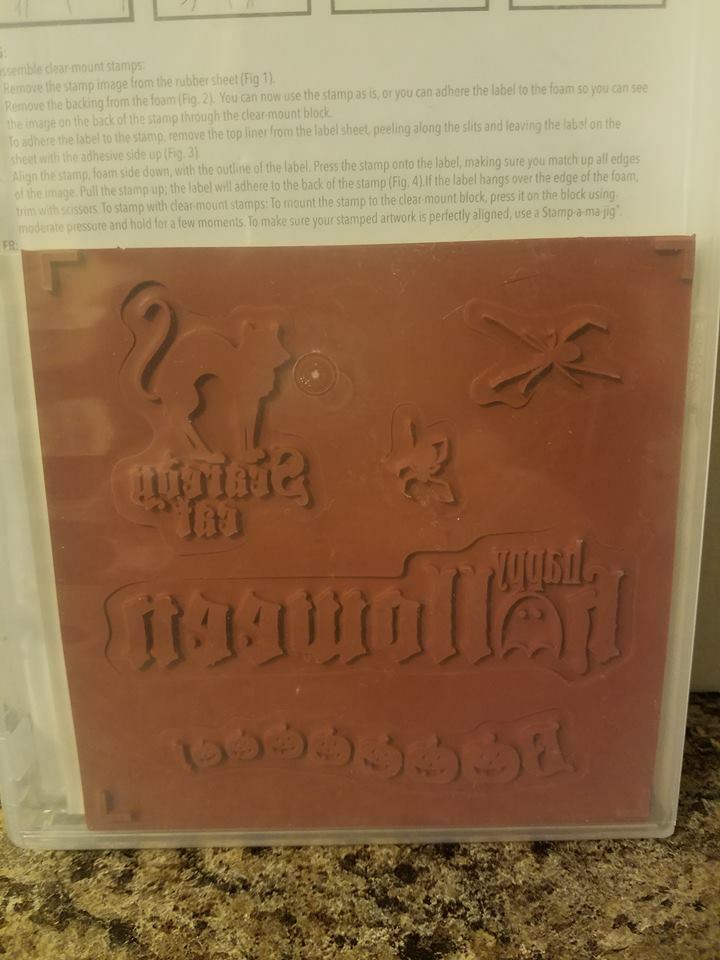 ssemble clear-mount stamps:
Remove the stamp image from the rubber sheet (Fig 1).
Remove the backing from the foam (Fig. 2). You can now use the stamp as is, or you can adhere the label to the foam so you can see
the image on the back of the stamp through the clear-mount block.
To adhere the label to the stamp, remove the top liner from the label sheet, peeling along the slits and leaving the label on the
sheet with the adhesive side up (Fig. 3).
Align the stamp, foam side down, with the outline of the label. Press the stamp onto the label, making sure you match up all edges
of the image. Pull the stamp up; the label will adhere to the back of the stamp (Fig. 4).If the label hangs over the edge of the foam,
trim with scissors. To stamp with clear-mount stamps: To mount the stamp to the clear-mount block, press it on the block using
moderate pressure and hold for a few moments. To make sure your stamped artwork is perfectly aligned, use a Stamp-a-ma-jig®.
FR:
Scaredy
cat
happy
Halloween
Boooooo!